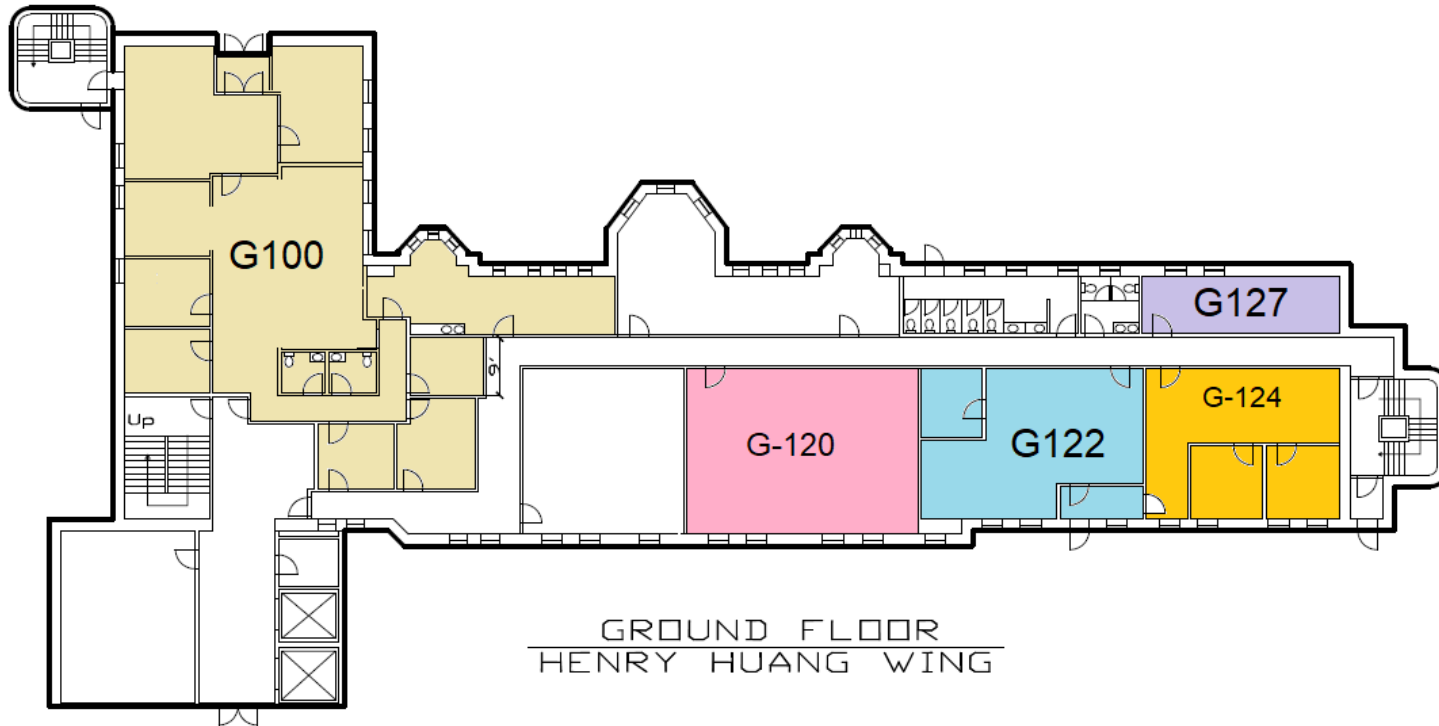 G100
G127
9'
G-124
Up
G-120
G122
GROUND FLOOR
HENRY HUANG WING